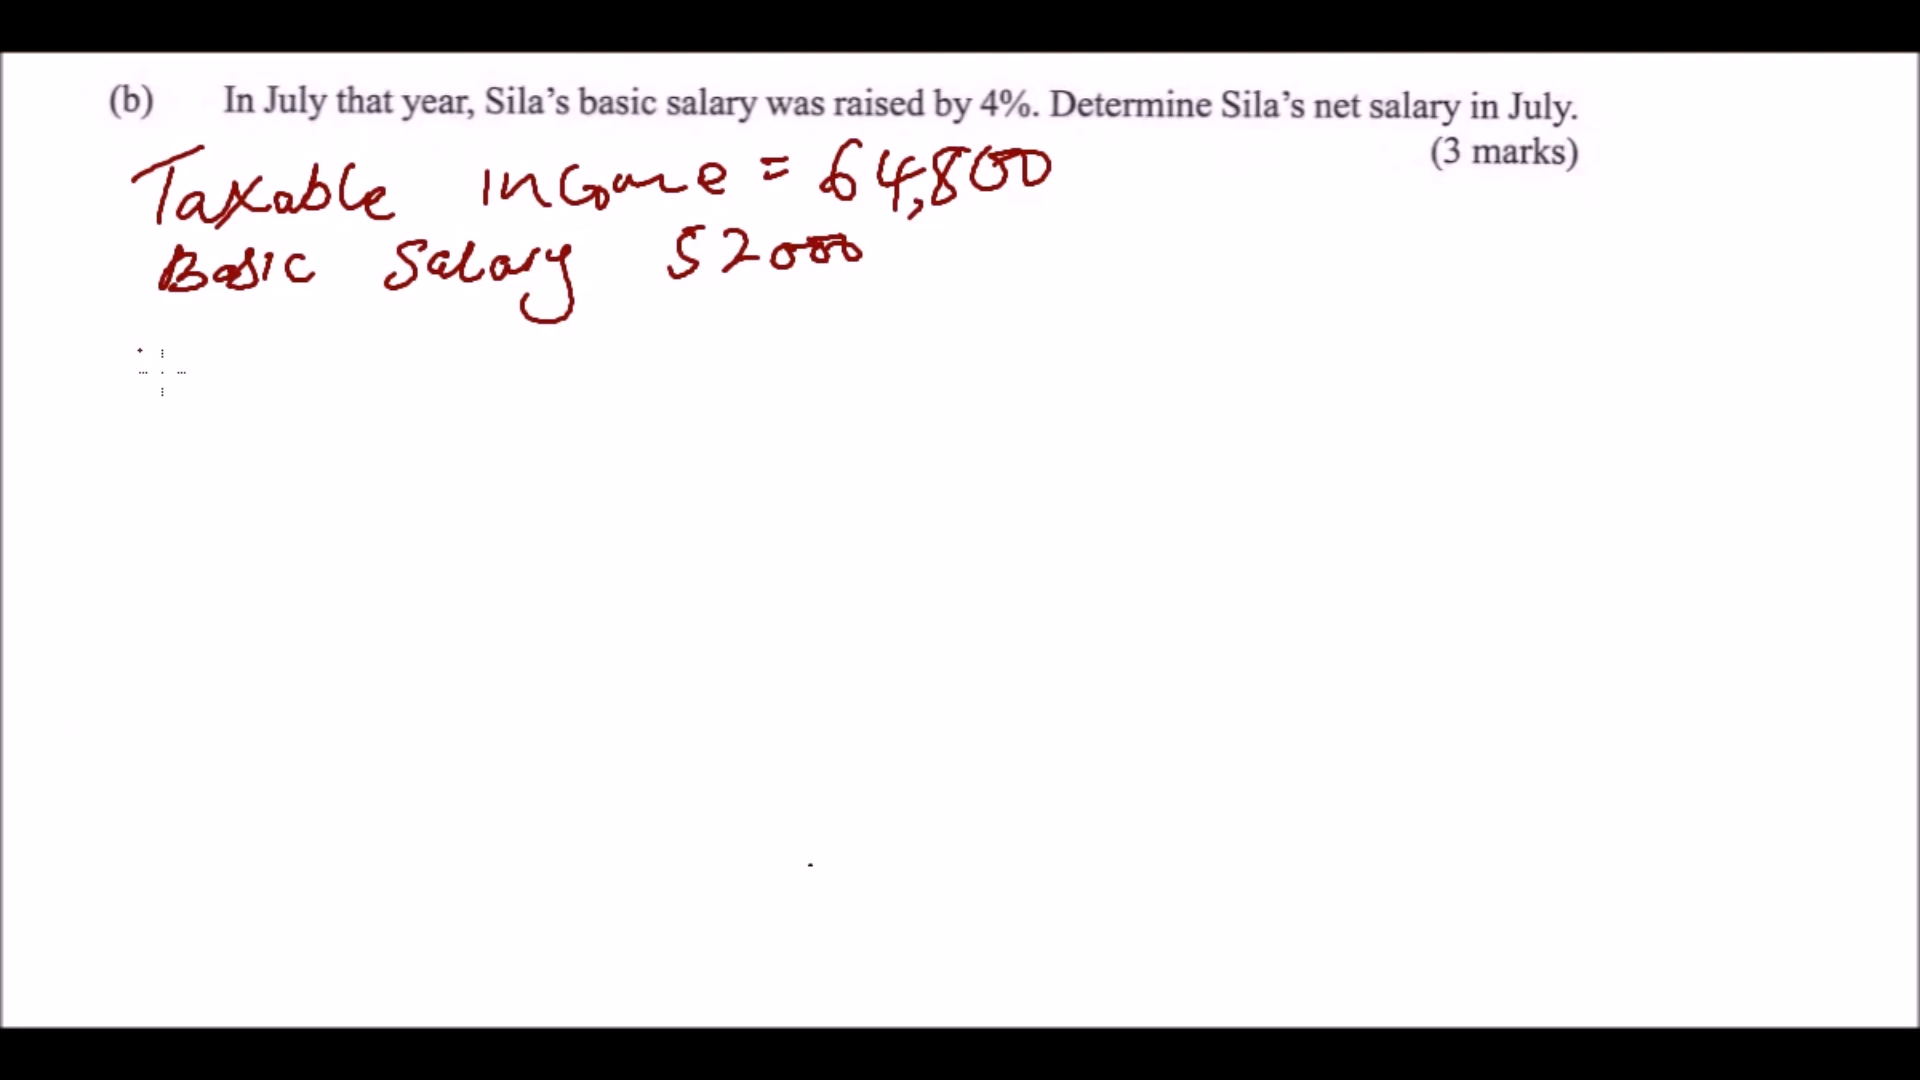 (b) In July that year, Sila's basic salary was raised by 4%. Determine Sila's net salary in July.
(3 marks)
Taxable income = 64,800
Basic Salary 52000